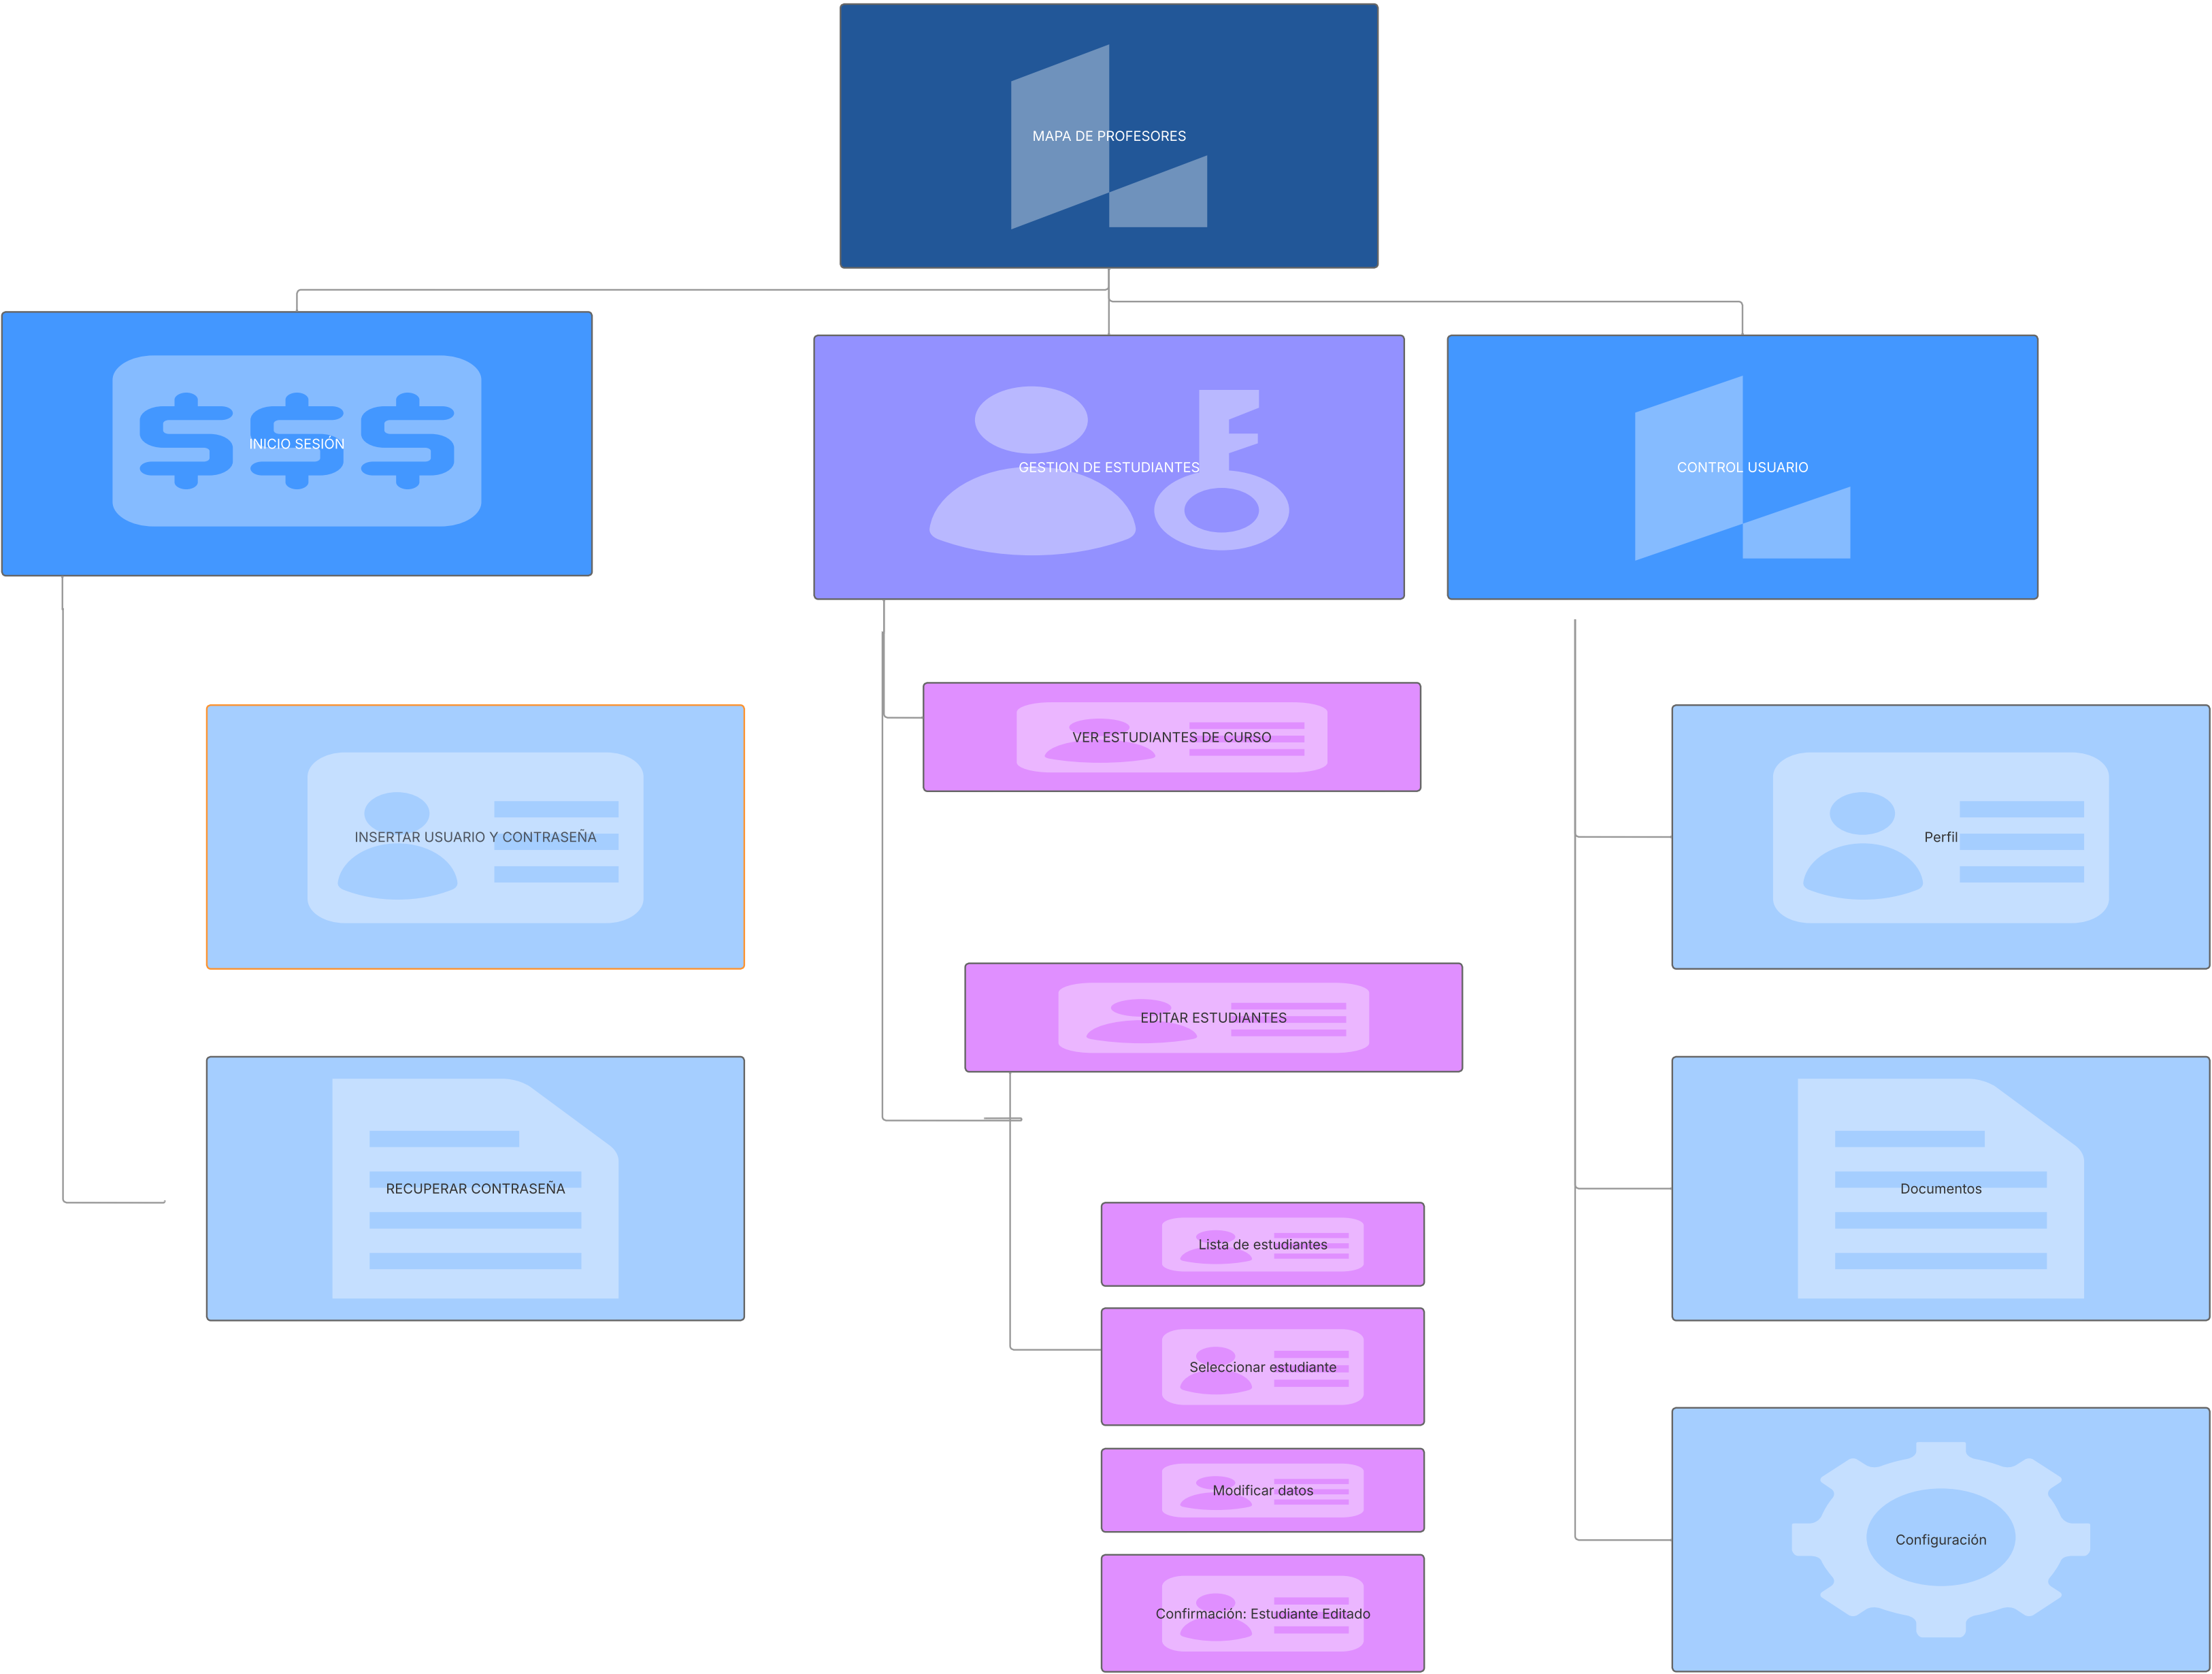 MAPA DE PROFESORES
INICIO SESIÓN
GESTION DE ESTUDIANTES
CONTROL USUARIO
VER ESTUDIANTES DE CURSO
INSERTAR USUARIO Y CONTRASEÑA
Perfil
EDITAR ESTUDIANTES
RECUPERAR CONTRASEÑA
Documentos
Lista de estudiantes
Seleccionar estudiante
Modificar datos
Configuración
Confirmación: Estudiante Editado